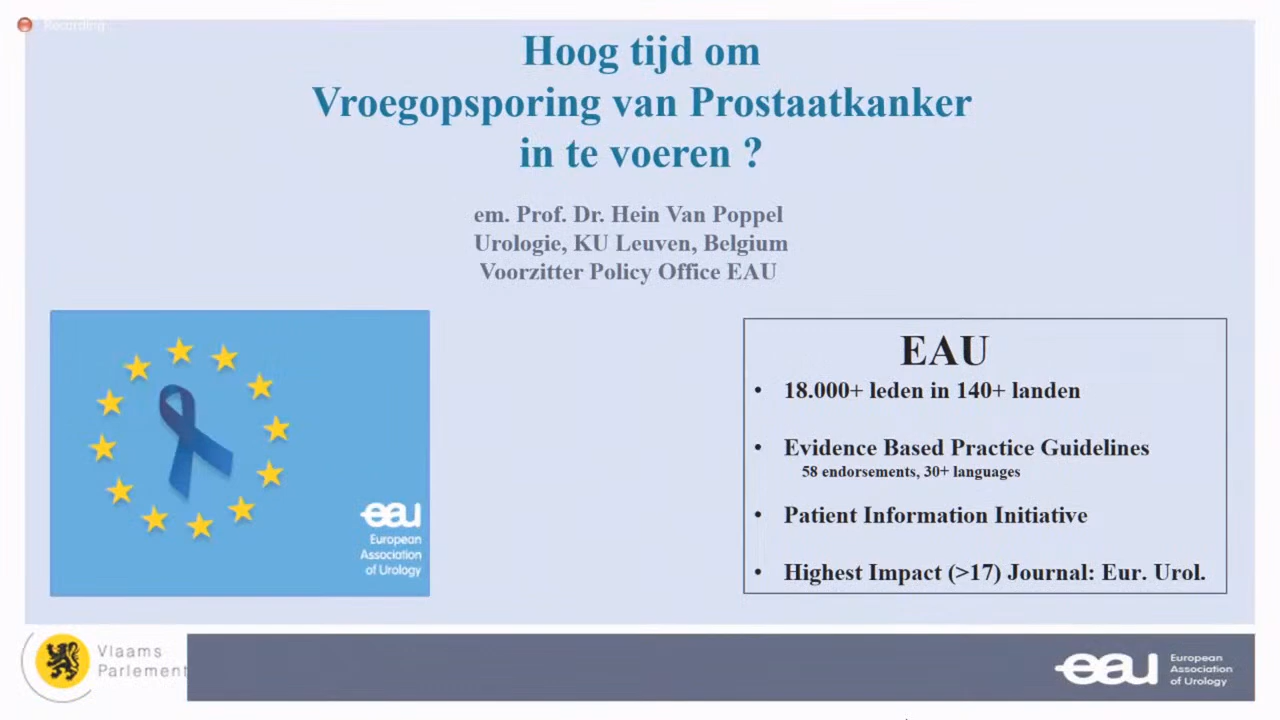 Recording
Hoog tijd om
Vroegopsporing van Prostaatkanker
in te voeren ?
em. Prof. Dr. Hein Van Poppel
Urologie, KU Leuven, Belgium
Voorzitter Policy Office EAU
eau
European
Association
of Urology
EAU
• 18.000+ leden in 140+ landen
• Evidence Based Practice Guidelines
58 endorsements, 30+ languages
• Patient Information Initiative
• Highest Impact (>17) Journal: Eur. Urol.
Vlaams
Parlement
eau
European
Association
of Urology